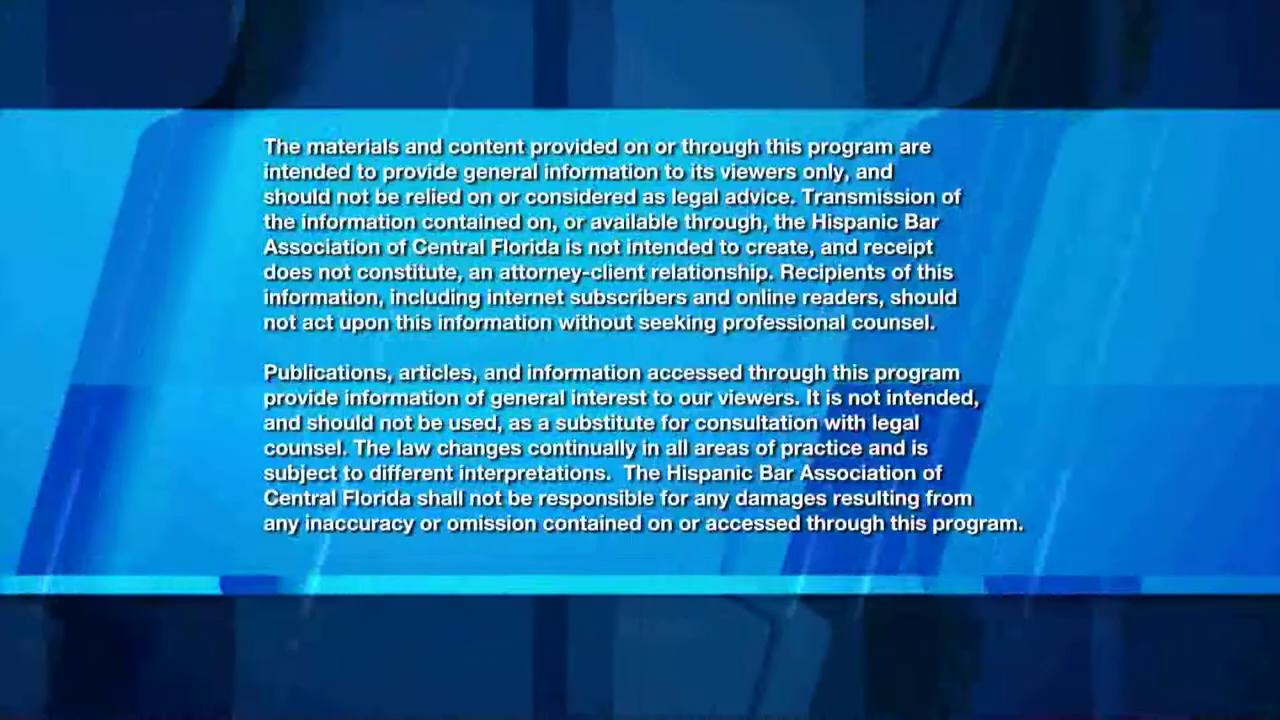 The materials and content provided on or through this program are
intended to provide general information to its viewers only, and
should not be relied on or considered as legal advice. Transmission of
the information contained on, or available through, the Hispanic Bar
Association of Central Florida is not intended to create, and receipt
does not constitute, an attorney-client relationship. Recipients of this
information, including internet subscribers and online readers, should
not act upon this information without seeking professional counsel.
Publications, articles, and information accessed through this program
provide information of general interest to our viewers. It is not intended,
and should not be used, as a substitute for consultation with legal
counsel. The law changes continually in all areas of practice and is
subject to different interpretations.  The Hispanic Bar Association of
Central Florida shall not be responsible for any damages resulting from
any inaccuracy or omission contained on or accessed through this program.